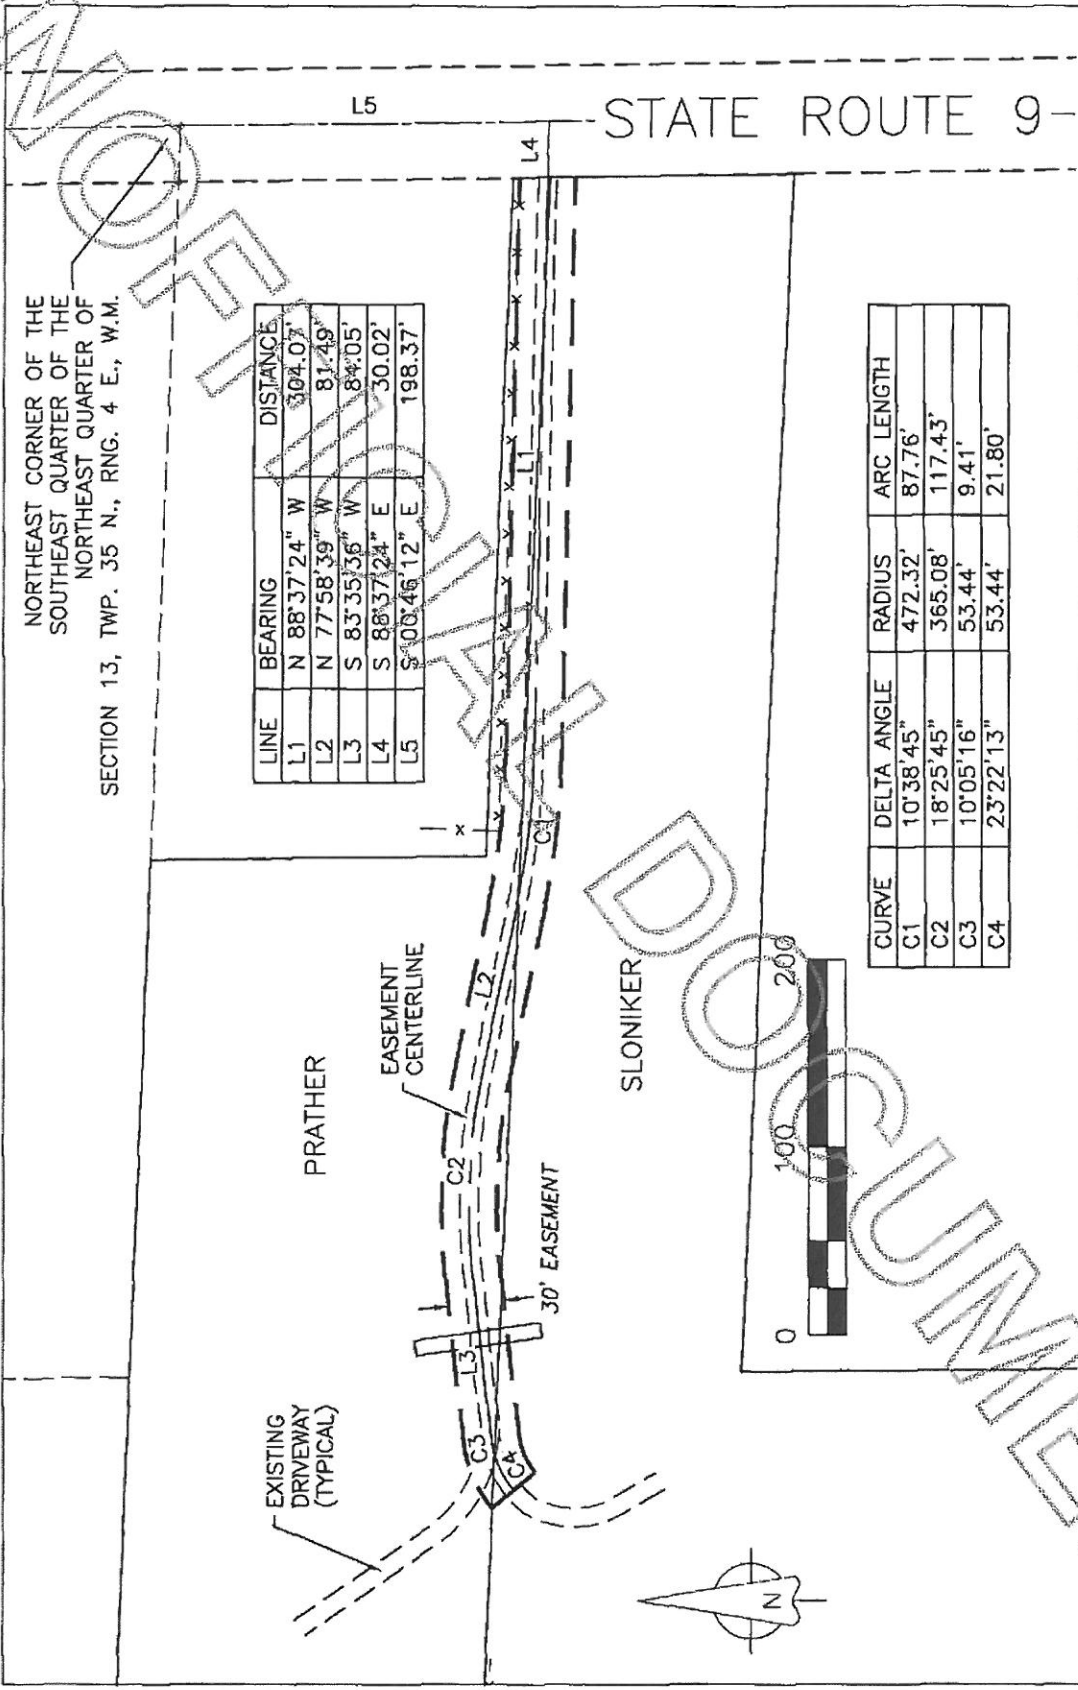 NORTHEAST CORNER OF THE
SOUTHEAST QUARTER OF THE
NORTHEAST QUARTER OF
SECTION 13, TWP. 35 N., RNG. 4 E., W.M.
L5
STATE ROUTE 9-
L4
LINE BEARING DISTANCE
L1 N 88°37'24" W 304.07'
L2 N 77°58'39" W 81.49'
L3 S 83°35'36" W 84.05'
L4 S 88°37'24" E 30.02'
L5 S 00°46'12" E 198.37'
L1
x
C1
PRATHER
EASEMENT
CENTERLINE
L2
C2
SLONIKER
30' EASEMENT
L3
EXISTING
DRIVEWAY
(TYPICAL)
C3
C4
CURVE DELTA ANGLE RADIUS ARC LENGTH
C1 10°38'45" 472.32' 87.76'
C2 18°25'45" 365.08' 117.43'
C3 10°05'16" 53.44' 9.41'
C4 23°22'13" 53.44' 21.80'
0 100 200
N
UNOFFICIAL DOCUME